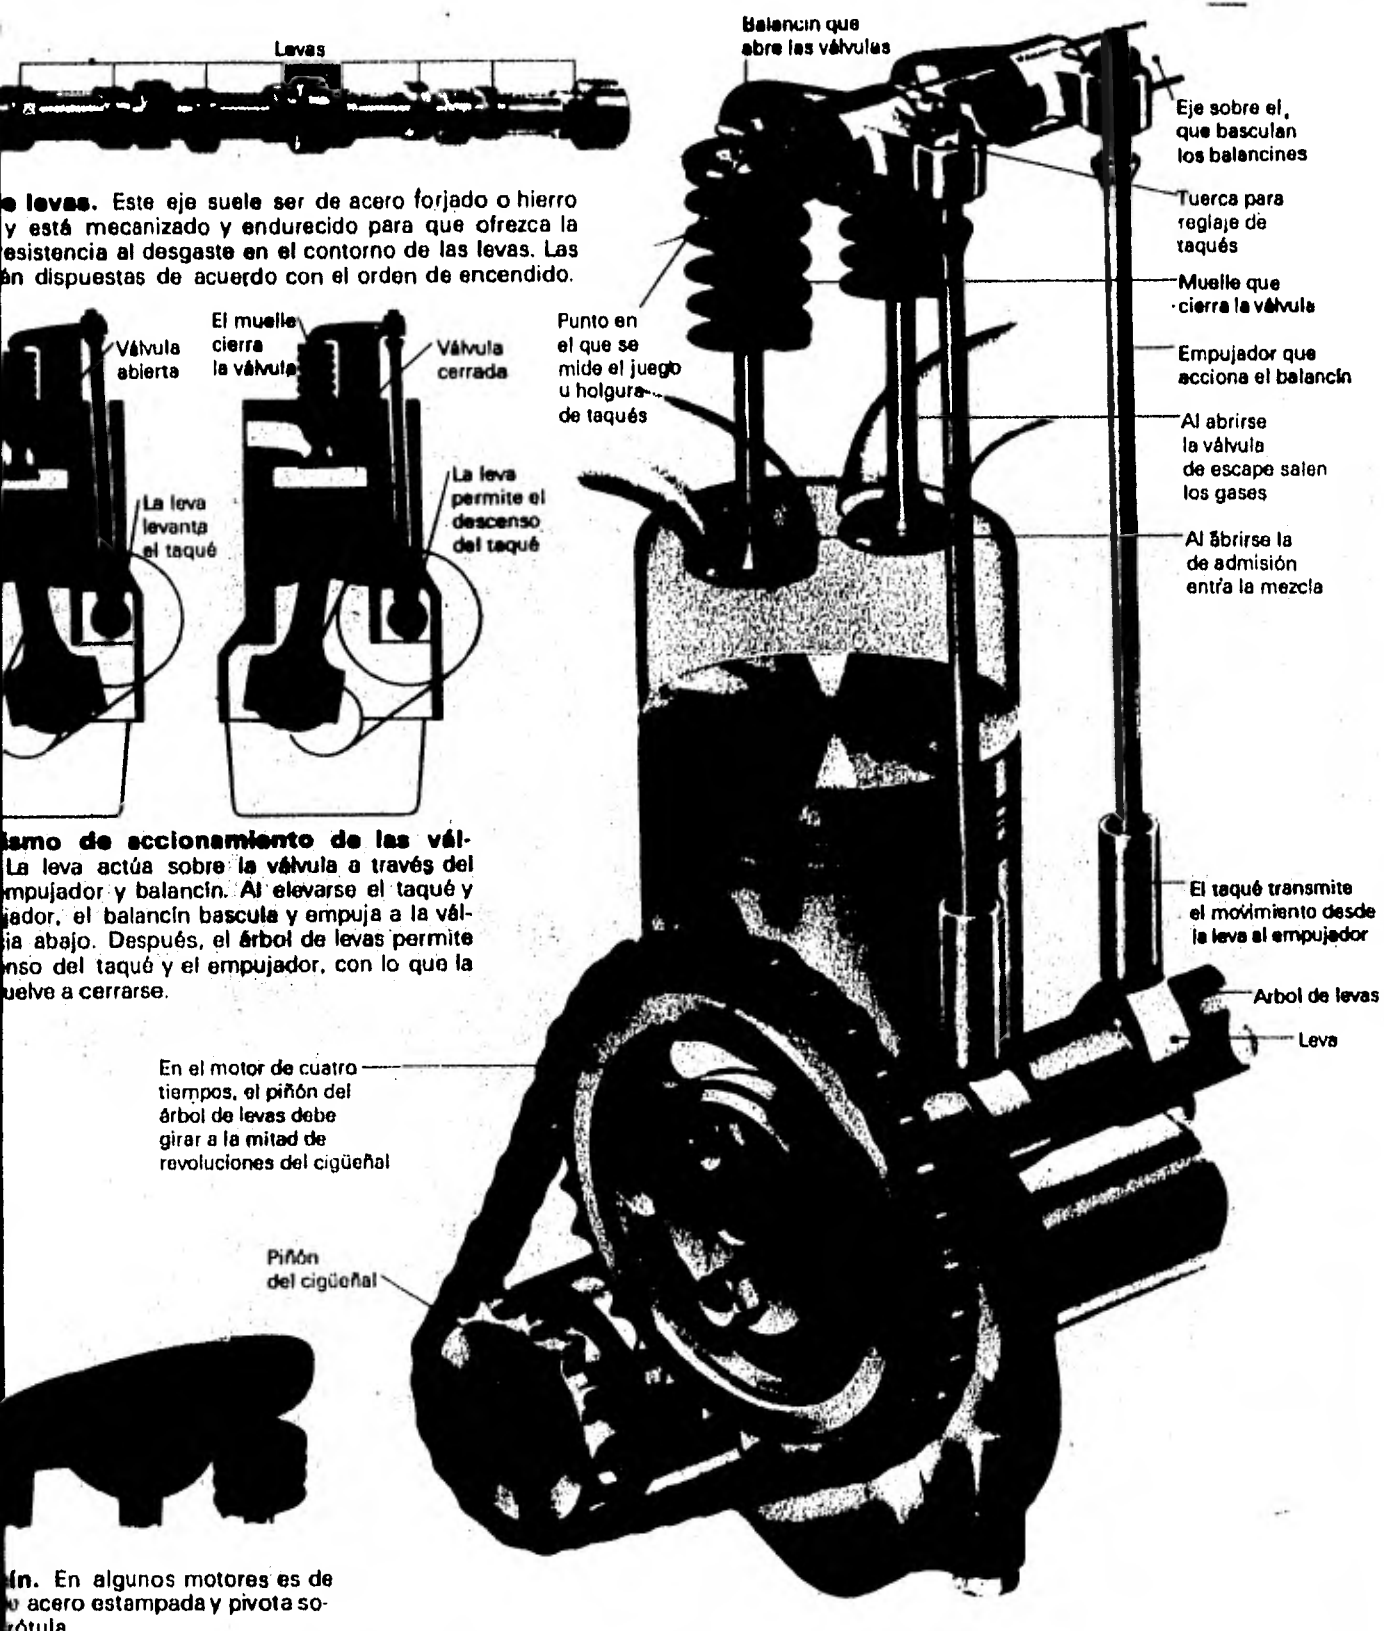 Levas
e levas. Este eje suele ser de acero forjado o hierro
y está mecanizado y endurecido para que ofrezca la
esistencia al desgaste en el contorno de las levas. Las
án dispuestas de acuerdo con el orden de encendido.
Válvula
abierta
La leva
levanta
el taqué
El muelle
cierra
la válvula
Válvula
cerrada
La leva
permite el
descenso
del taqué
ismo de accionamiento de las vál-
La leva actúa sobre la válvula a través del
mpujador y balancín. Al elevarse el taqué y
jador, el balancín bascula y empuja a la vál-
ia abajo. Después, el árbol de levas permite
nso del taqué y el empujador, con lo que la
uelve a cerrarse.
Balancín que
abre las válvulas
Eje sobre el
que basculan
los balancines
Tuerca para
reglaje de
taqués
Muelle que
cierra la válvula
Punto en
el que se
mide el juego
u holgura
de taqués
Empujador que
acciona el balancín
Al abrirse
la válvula
de escape salen
los gases
Al abrirse la
de admisión
entra la mezcla
El taqué transmite
el movimiento desde
la leva al empujador
Arbol de levas
Leva
En el motor de cuatro
tiempos, el piñón del
árbol de levas debe
girar a la mitad de
revoluciones del cigüeñal
Piñón
del cigüeñal
ín. En algunos motores es de
acero estampada y pivota so-
rótula